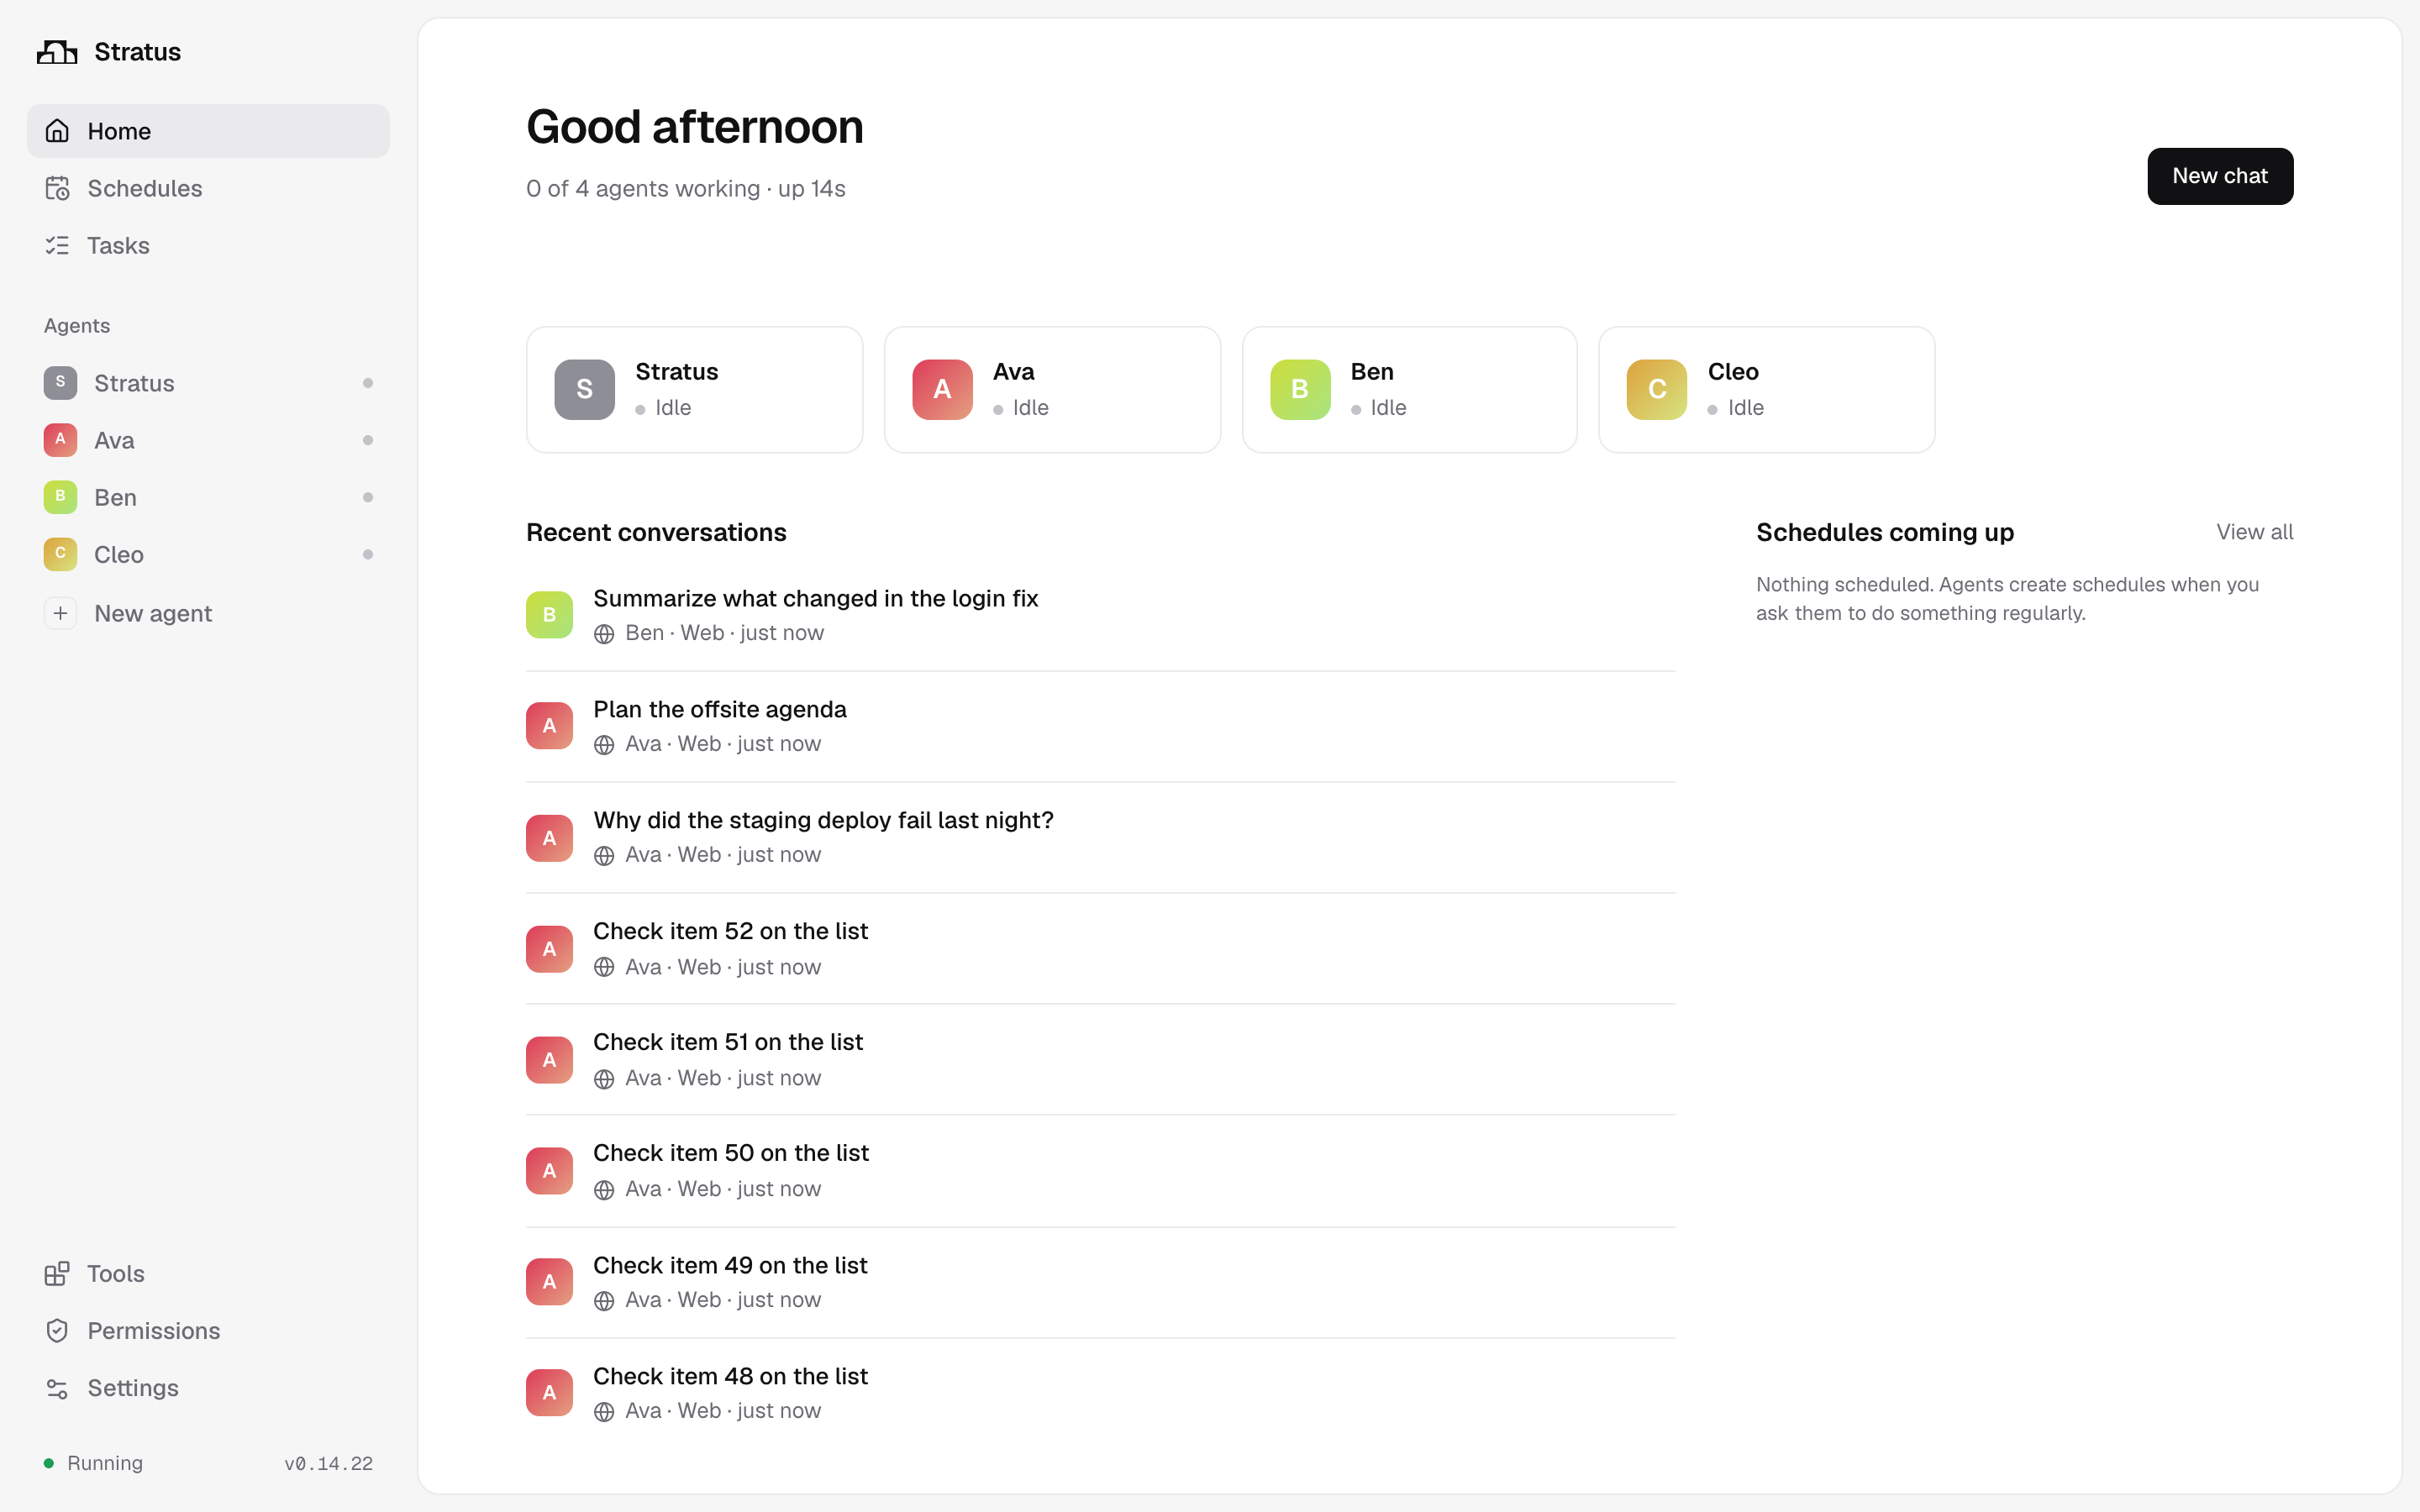 Stratus
Home
Schedules
Tasks
Agents
S Stratus
A Ava
B Ben
C Cleo
New agent
Tools
Permissions
Settings
Running v0.14.22
Good afternoon
0 of 4 agents working · up 14s
New chat
S Stratus
Idle
A Ava
Idle
B Ben
Idle
C Cleo
Idle
Recent conversations
B Summarize what changed in the login fix
Ben · Web · just now
A Plan the offsite agenda
Ava · Web · just now
A Why did the staging deploy fail last night?
Ava · Web · just now
A Check item 52 on the list
Ava · Web · just now
A Check item 51 on the list
Ava · Web · just now
A Check item 50 on the list
Ava · Web · just now
A Check item 49 on the list
Ava · Web · just now
A Check item 48 on the list
Ava · Web · just now
Schedules coming up View all
Nothing scheduled. Agents create schedules when you
ask them to do something regularly.